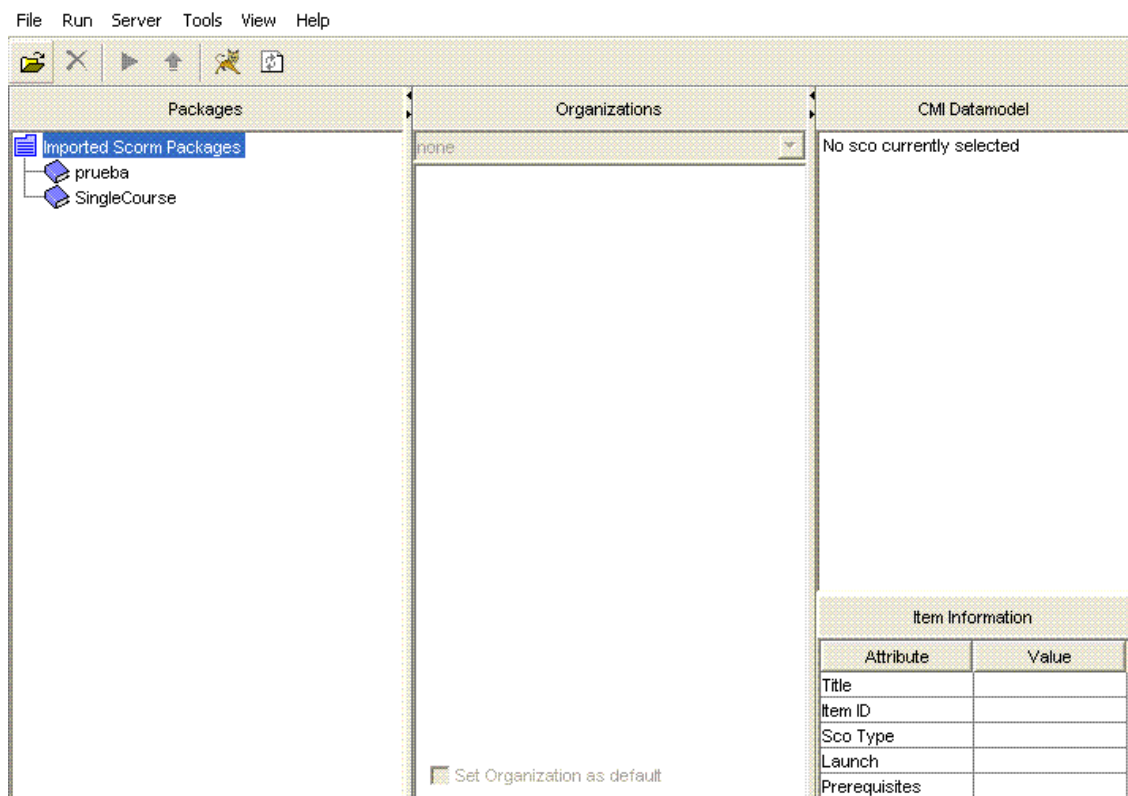 File Run Server Tools View Help
Packages
Organizations
CMI Datamodel
Imported Scorm Packages
prueba
SingleCourse
none
No sco currently selected
Set Organization as default
Item Information
Attribute Value
Title
Item ID
Sco Type
Launch
Prerequisites